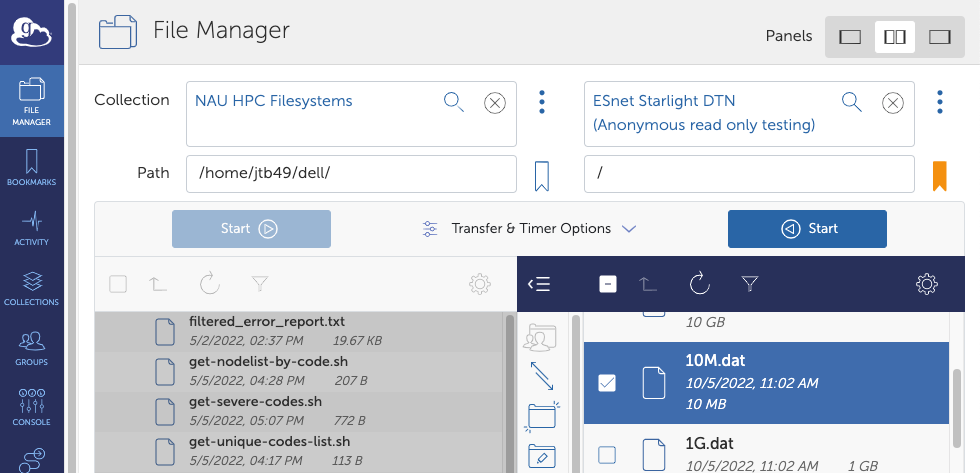 g
File Manager
Panels
FILE
MANAGER
BOOKMARKS
ACTIVITY
COLLECTIONS
GROUPS
CONSOLE
Collection
NAU HPC Filesystems
ESnet Starlight DTN
(Anonymous read only testing)
Path
/home/jtb49/dell/
/
Start
Transfer & Timer Options
Start
filtered_error_report.txt
5/2/2022, 02:37 PM 19.67 KB
get-nodelist-by-code.sh
5/5/2022, 04:28 PM 207 B
get-severe-codes.sh
5/5/2022, 05:07 PM 772 B
get-unique-codes-list.sh
5/5/2022, 04:17 PM 113 B
10 GB
10M.dat
10/5/2022, 11:02 AM
10 MB
1G.dat
10/5/2022, 11:02 AM 1 GB